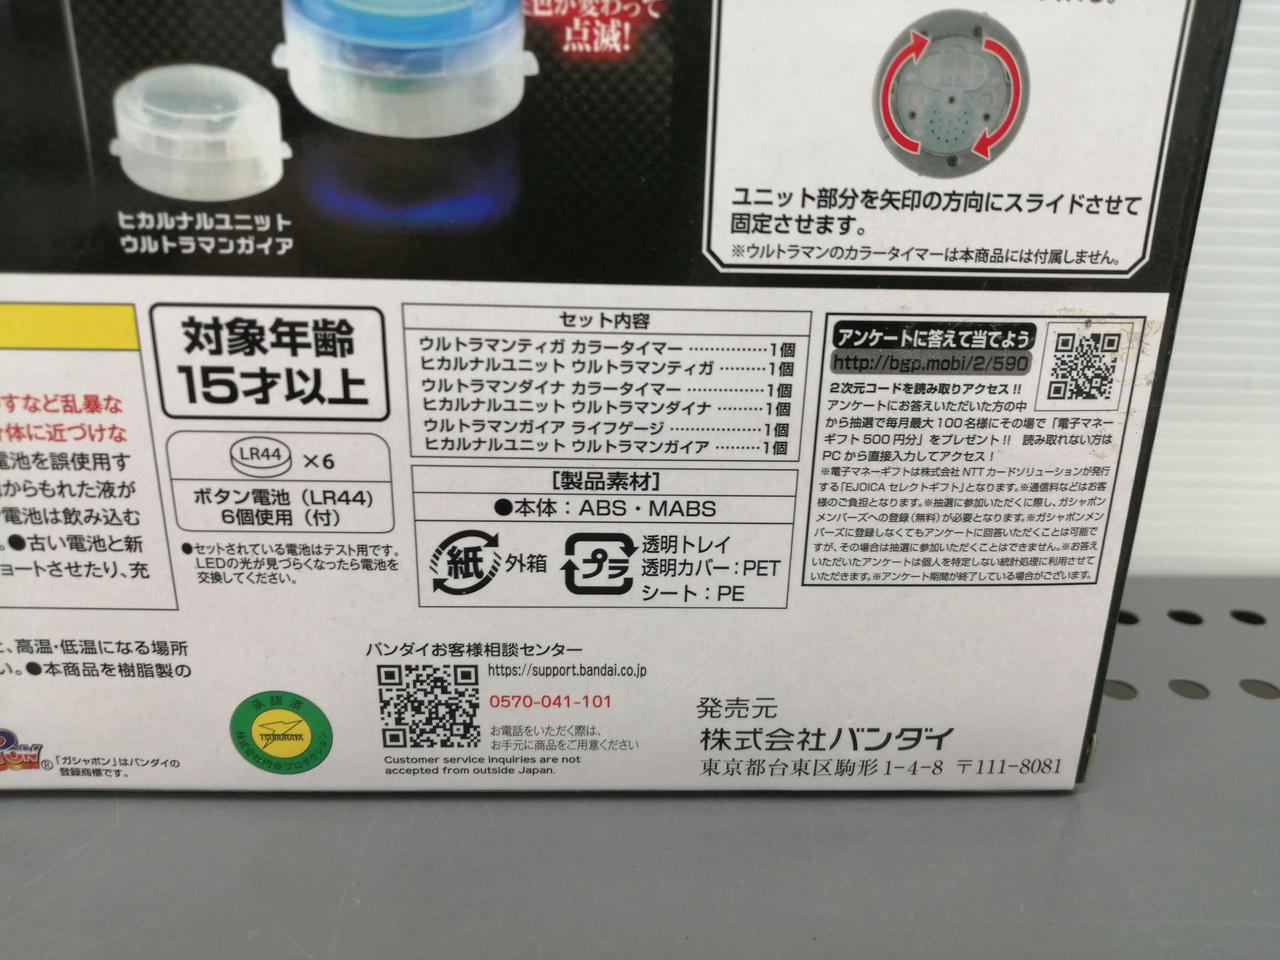 色が変わって
点滅!
ヒカルナルユニット
ウルトラマンガイア
ユニット部分を矢印の方向にスライドさせて
固定させます。
※ウルトラマンのカラータイマーは本商品には付属しません。
対象年齢
15才以上
LR44 ×6
ボタン電池（LR44）
6個使用（付）
●セットされている電池はテスト用です。
LEDの光が見づらくなったら電池を
交換してください。
すなど乱暴な
体に近づけな
電池を誤使用す
からもれた液が
電池は飲み込む
。●古い電池と新
ョートさせたり、充
、高温・低温になる場所
い。●本商品を樹脂製の
セット内容
ウルトラマンティガ カラータイマー ……………1個
ヒカルナルユニット ウルトラマンティガ ………1個
ウルトラマンダイナ カラータイマー ……………1個
ヒカルナルユニット ウルトラマンダイナ ………1個
ウルトラマンガイア ライフゲージ ………………1個
ヒカルナルユニット ウルトラマンガイア ………1個
[製品素材]
●本体：ABS・MABS
紙 外箱
プラ
透明トレイ
透明カバー：PET
シート：PE
アンケートに答えて当てよう
http://bgp.mobi/2/590
2次元コードを読み取りアクセス!!
アンケートにお答えいただいた方の中
から抽選で毎月最大100名様にその場で「電子マネー
ギフト500円分」をプレゼント!! 読み取れない方は
PCから直接入力してアクセス!
※電子マネーギフトは株式会社NTTカードソリューションが発行
する「EJOICAセレクトギフト」となります。※通信料などはお客
様のご負担となります。※抽選に参加いただくに際し、ガシャポン
メンバーズへの登録（無料）が必要となります。※ガシャポンメン
バーズに登録しなくてもアンケートに回答いただくことは可能で
すが、その場合は抽選に参加いただくことはできません。※お答え
いただいたアンケートは個人を特定しない統計処理に利用させて
いただきます。※アンケート期間が終了している場合がございます。
バンダイお客様相談センター
https://support.bandai.co.jp
0570-041-101
お電話をいただく際は、
お手元に商品をご用意ください
Customer service inquiries are not
accepted from outside Japan.
承認済
TSUBURAYA
株式会社円谷プロダクション
®「ガシャポン」はバンダイの
登録商標です。
発売元
株式会社バンダイ
東京都台東区駒形1-4-8 〒111-8081